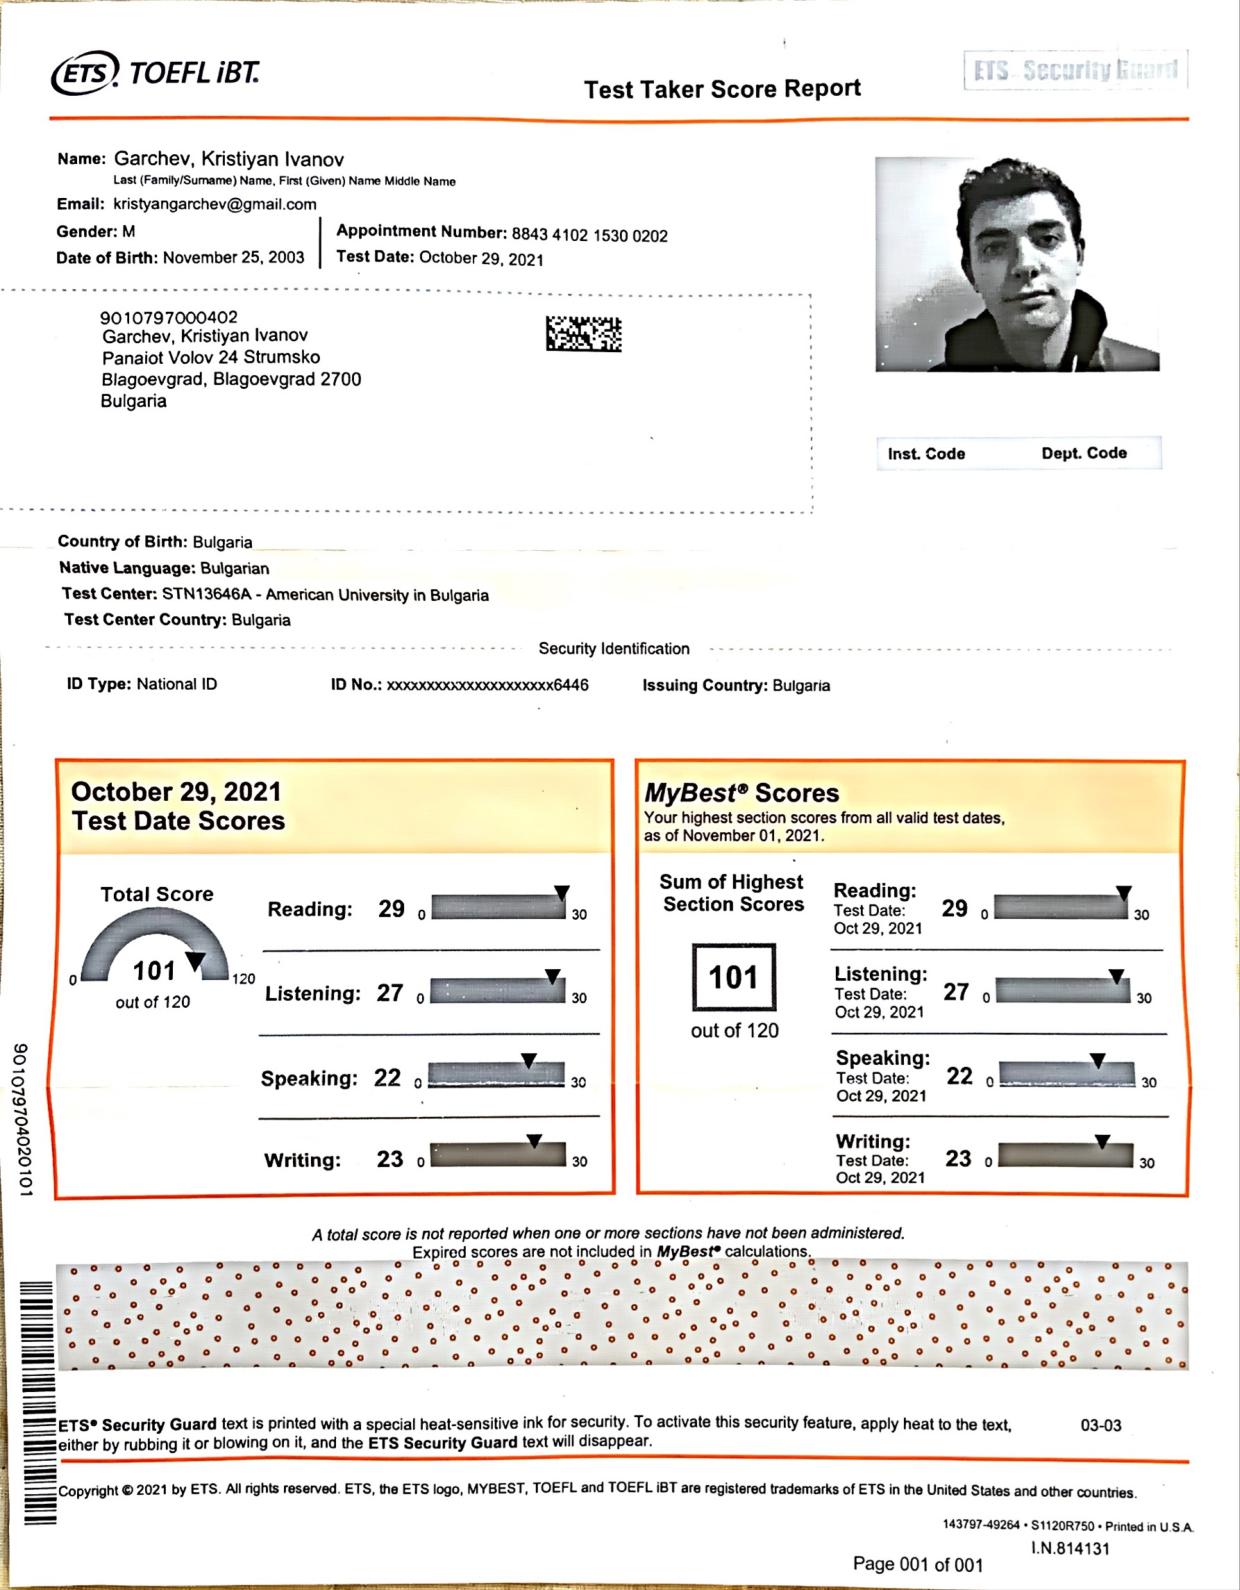 ETS TOEFL iBT.
Test Taker Score Report
ETS Security Guard
Name: Garchev, Kristiyan Ivanov
Last (Family/Surname) Name, First (Given) Name Middle Name
Email: kristyangarchev@gmail.com
Gender: M
Appointment Number: 8843 4102 1530 0202
Date of Birth: November 25, 2003
Test Date: October 29, 2021
9010797000402
Garchev, Kristiyan Ivanov
Panaiot Volov 24 Strumsko
Blagoevgrad, Blagoevgrad 2700
Bulgaria
Inst. Code Dept. Code
Country of Birth: Bulgaria
Native Language: Bulgarian
Test Center: STN13646A - American University in Bulgaria
Test Center Country: Bulgaria
Security Identification
ID Type: National ID ID No.: xxxxxxxxxxxxxxxxxxxxx6446 Issuing Country: Bulgaria
October 29, 2021
Test Date Scores
Total Score
0 101 120
out of 120
Reading: 29 0 30
Listening: 27 0 30
Speaking: 22 0 30
Writing: 23 0 30
MyBest® Scores
Your highest section scores from all valid test dates,
as of November 01, 2021.
Sum of Highest
Section Scores
101
out of 120
Reading: 29 0 30
Test Date:
Oct 29, 2021
Listening: 27 0 30
Test Date:
Oct 29, 2021
Speaking: 22 0 30
Test Date:
Oct 29, 2021
Writing: 23 0 30
Test Date:
Oct 29, 2021
A total score is not reported when one or more sections have not been administered.
Expired scores are not included in MyBest® calculations.
90107970402010​1
ETS® Security Guard text is printed with a special heat-sensitive ink for security. To activate this security feature, apply heat to the text,
either by rubbing it or blowing on it, and the ETS Security Guard text will disappear.
03-03
Copyright © 2021 by ETS. All rights reserved. ETS, the ETS logo, MYBEST, TOEFL and TOEFL iBT are registered trademarks of ETS in the United States and other countries.
143797-49264 • S1120R750 • Printed in U.S.A.
I.N.814131
Page 001 of 001